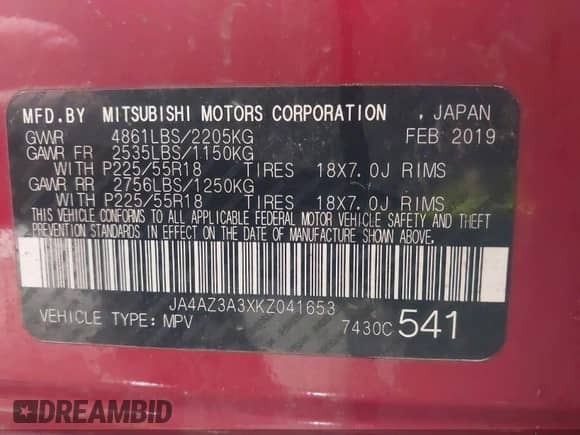 MFD.BY MITSUBISHI MOTORS CORPORATION , JAPAN
GVWR 4861LBS/2205KG FEB 2019
GAWR FR 2535LBS/1150KG
WITH P225/55R18 TIRES 18X7.0J RIMS
GAWR RR 2756LBS/1250KG
WITH P225/55R18 TIRES 18X7.0J RIMS
THIS VEHICLE CONFORMS TO ALL APPLICABLE FEDERAL MOTOR VEHICLE SAFETY AND THEFT
PREVENTION STANDARDS IN EFFECT ON THE DATE OF MANUFACTURE SHOWN ABOVE.
JA4AZ3A3XKZ041653
VEHICLE TYPE: MPV 7430C 541
DREAMBID